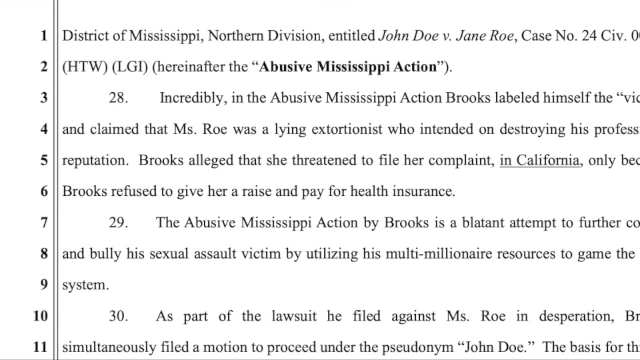 1 District of Mississippi, Northern Division, entitled John Doe v. Jane Roe, Case No. 24 Civ.
2 (HTW) (LGI) (hereinafter the “Abusive Mississippi Action”).
3 28. Incredibly, in the Abusive Mississippi Action Brooks labeled himself the
4 and claimed that Ms. Roe was a lying extortionist who intended on destroying his
5 reputation. Brooks alleged that she threatened to file her complaint, in California, only
6 Brooks refused to give her a raise and pay for health insurance.
7 29. The Abusive Mississippi Action by Brooks is a blatant attempt to further
8 and bully his sexual assault victim by utilizing his multi-millionaire resources to game the
9 system.
10 30. As part of the lawsuit he filed against Ms. Roe in desperation,
11 simultaneously filed a motion to proceed under the pseudonym “John Doe.” The basis for